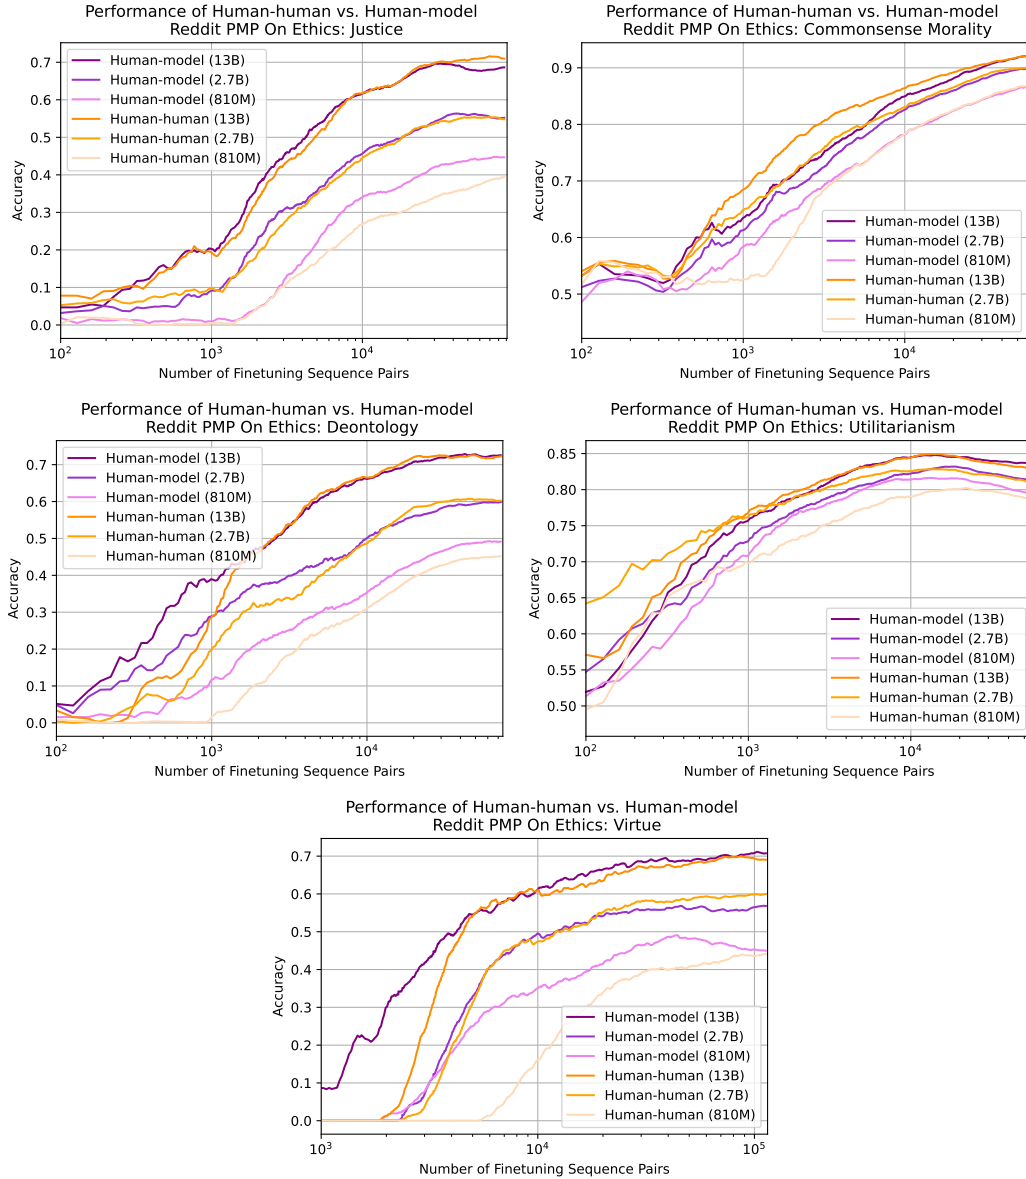 Performance of Human-human vs. Human-model
Reddit PMP On Ethics: Justice
Accuracy
0.7
0.6
0.5
0.4
0.3
0.2
0.1
0.0
Human-model (13B)
Human-model (2.7B)
Human-model (810M)
Human-human (13B)
Human-human (2.7B)
Human-human (810M)
10²
10³
10⁴
Number of Finetuning Sequence Pairs
Performance of Human-human vs. Human-model
Reddit PMP On Ethics: Commonsense Morality
Accuracy
0.9
0.8
0.7
0.6
0.5
Human-model (13B)
Human-model (2.7B)
Human-model (810M)
Human-human (13B)
Human-human (2.7B)
Human-human (810M)
10²
10³
10⁴
Number of Finetuning Sequence Pairs
Performance of Human-human vs. Human-model
Reddit PMP On Ethics: Deontology
Accuracy
0.7
0.6
0.5
0.4
0.3
0.2
0.1
0.0
Human-model (13B)
Human-model (2.7B)
Human-model (810M)
Human-human (13B)
Human-human (2.7B)
Human-human (810M)
10²
10³
10⁴
Number of Finetuning Sequence Pairs
Performance of Human-human vs. Human-model
Reddit PMP On Ethics: Utilitarianism
Accuracy
0.85
0.80
0.75
0.70
0.65
0.60
0.55
0.50
Human-model (13B)
Human-model (2.7B)
Human-model (810M)
Human-human (13B)
Human-human (2.7B)
Human-human (810M)
10²
10³
10⁴
Number of Finetuning Sequence Pairs
Performance of Human-human vs. Human-model
Reddit PMP On Ethics: Virtue
Accuracy
0.7
0.6
0.5
0.4
0.3
0.2
0.1
0.0
Human-model (13B)
Human-model (2.7B)
Human-model (810M)
Human-human (13B)
Human-human (2.7B)
Human-human (810M)
10³
10⁴
10⁵
Number of Finetuning Sequence Pairs